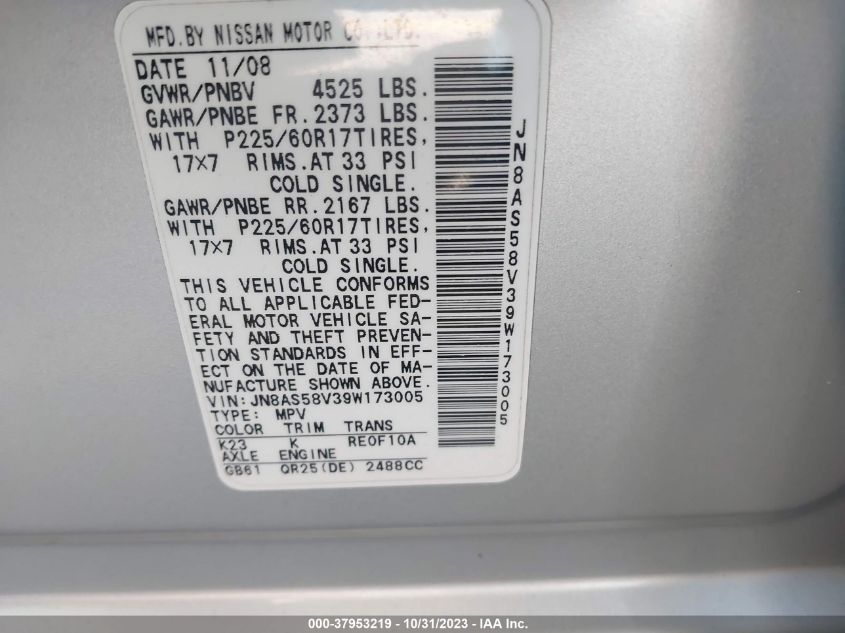 MFD.BY NISSAN MOTOR CO.,LTD.
DATE 11/08
GVWR/PNBV 4525 LBS.
GAWR/PNBE FR.2373 LBS.
WITH P225/60R17TIRES,
17×7 RIMS.AT 33 PSI
COLD SINGLE.
GAWR/PNBE RR.2167 LBS.
WITH P225/60R17TIRES,
17×7 RIMS.AT 33 PSI
COLD SINGLE.
THIS VEHICLE CONFORMS
TO ALL APPLICABLE FED-
ERAL MOTOR VEHICLE SA-
FETY AND THEFT PREVEN-
TION STANDARDS IN EFF-
ECT ON THE DATE OF MA-
NUFACTURE SHOWN ABOVE.
VIN:JN8AS58V39W173005
TYPE: MPV
COLOR TRIM TRANS
K23 K RE0F10A
AXLE ENGINE
GB61 QR25(DE) 2488CC
JN8AS58V39W173005
000-37953219 - 10/31/2023 - IAA Inc.